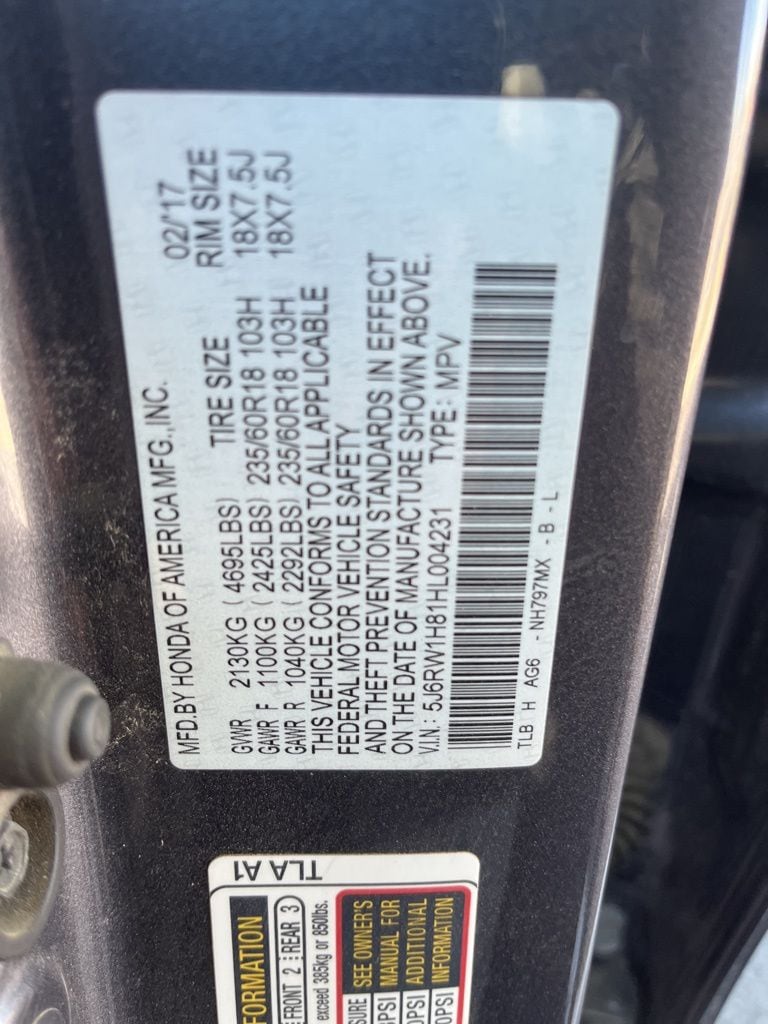 MFD. BY HONDA OF AMERICA MFG., INC. 02/'17
TIRE SIZE RIM SIZE
GVWR 2130KG ( 4695LBS)
GAWR F 1100KG ( 2425LBS) 235/60R18 103H 18X7.5J
GAWR R 1040KG ( 2292LBS) 235/60R18 103H 18X7.5J
THIS VEHICLE CONFORMS TO ALL APPLICABLE
FEDERAL MOTOR VEHICLE SAFETY
AND THEFT PREVENTION STANDARDS IN EFFECT
ON THE DATE OF MANUFACTURE SHOWN ABOVE.
V.I.N.: 5J6RW1H81HL004231 TYPE: MPV
TLB H AG6 - NH797MX - B - L
TLA A1
FRONT 2 REAR 3
exceed 385kg or 850lbs.
SEE OWNER'S
MANUAL FOR
ADDITIONAL
INFORMATION